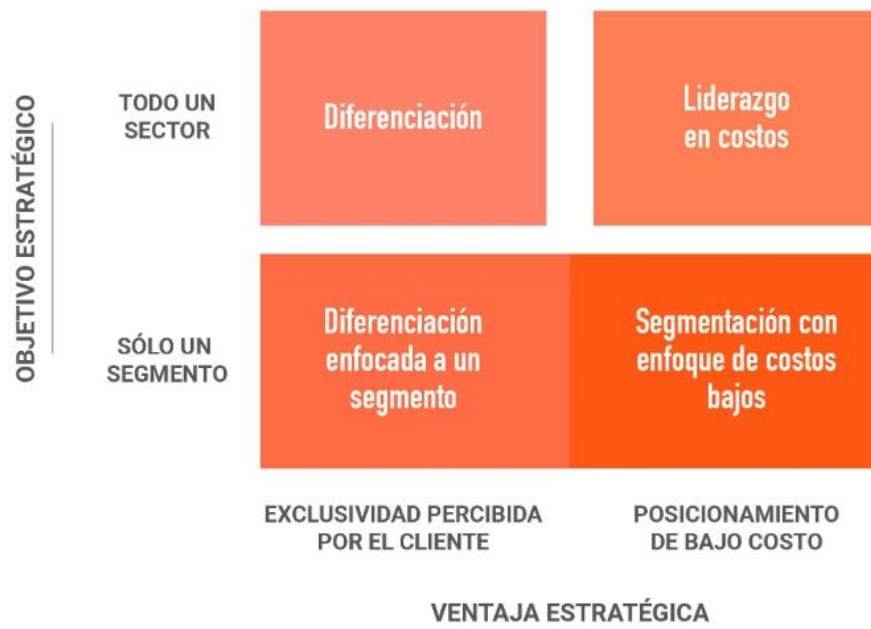 OBJETIVO ESTRATÉGICO
TODO UN
SECTOR
Diferenciación
Liderazgo
en costos
SÓLO UN
SEGMENTO
Diferenciación
enfocada a un
segmento
Segmentación con
enfoque de costos
bajos
EXCLUSIVIDAD PERCIBIDA
POR EL CLIENTE
POSICIONAMIENTO
DE BAJO COSTO
VENTAJA ESTRATÉGICA